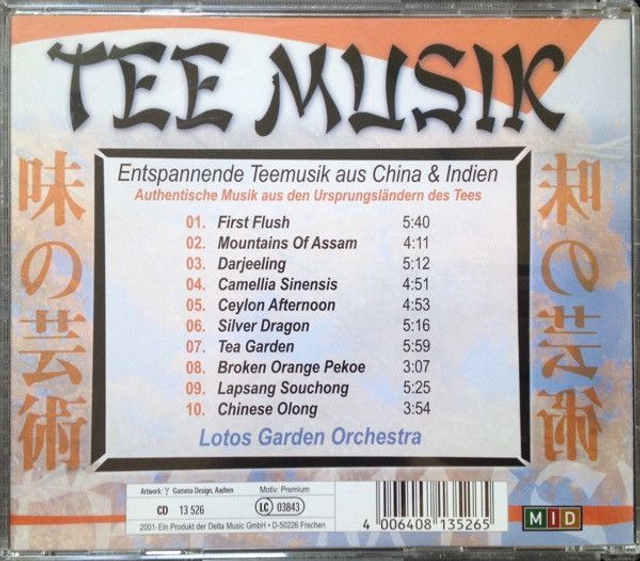 TEE MUSIK
味の芸術
Entspannende Teemusik aus China & Indien
Authentische Musik aus den Ursprungsländern des Tees
01. First Flush 5:40
02. Mountains Of Assam 4:11
03. Darjeeling 5:12
04. Camellia Sinensis 4:51
05. Ceylon Afternoon 4:53
06. Silver Dragon 5:16
07. Tea Garden 5:59
08. Broken Orange Pekoe 3:07
09. Lapsang Souchong 5:25
10. Chinese Olong 3:54
Lotos Garden Orchestra
味の芸術
Artwork: γ Gamma Design, Aachen Motiv: Premium
CD 13 526 LC 03843
2001-Ein Produkt der Delta Music GmbH • D-50226 Frechen
4 006408 135265
MID